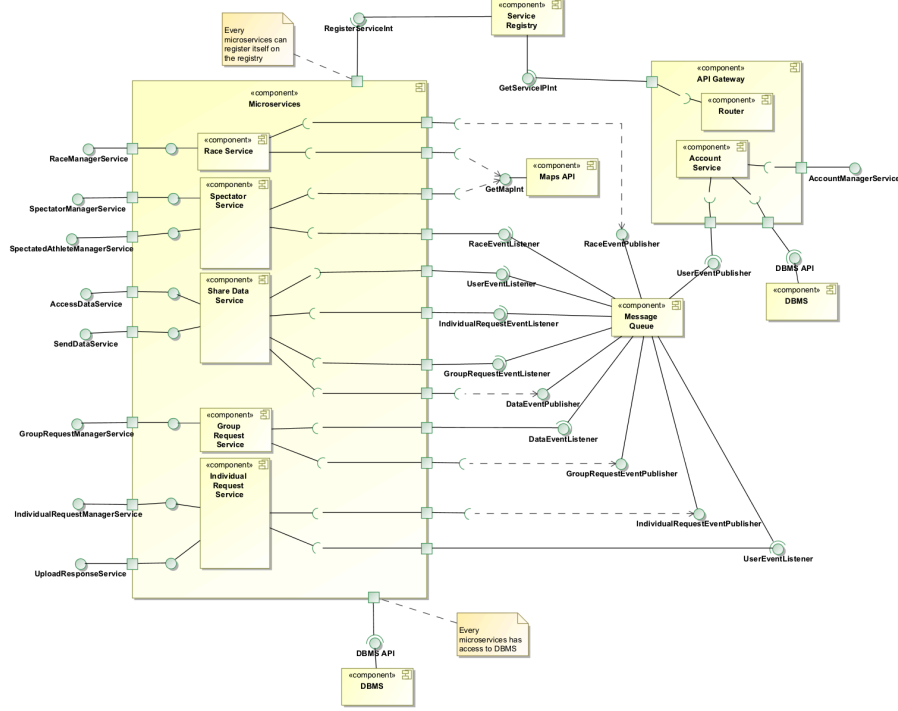 «component»
Service
Registry
RegisterServiceInt
Every
microservices can
register itself on
the registry
GetServiceIPInt
«component»
API Gateway
«component»
Router
«component»
Account
Service
AccountManagerService
UserEventPublisher
DBMS API
«component»
DBMS
«component»
Microservices
«component»
Race Service
RaceManagerService
«component»
Spectator
Service
SpectatorManagerService
SpectatedAthleteManagerService
«component»
Share Data
Service
AccessDataService
SendDataService
«component»
Group
Request
Service
GroupRequestManagerService
«component»
Individual
Request
Service
IndividualRequestManagerService
UploadResponseService
«component»
Maps API
GetMapInt
RaceEventListener
RaceEventPublisher
UserEventListener
IndividualRequestEventListener
«component»
Message
Queue
GroupRequestEventListener
DataEventPublisher
DataEventListener
GroupRequestEventPublisher
IndividualRequestEventPublisher
UserEventListener
Every
microservices has
access to DBMS
DBMS API
«component»
DBMS